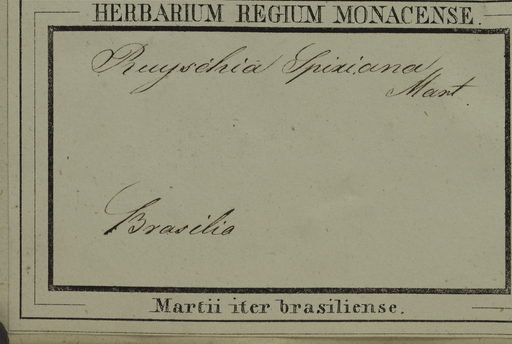 HERBARIUM REGIUM MONACENSE.
Ruyschia Spixiana
Mart.
Brasilia
Martii iter brasiliense.